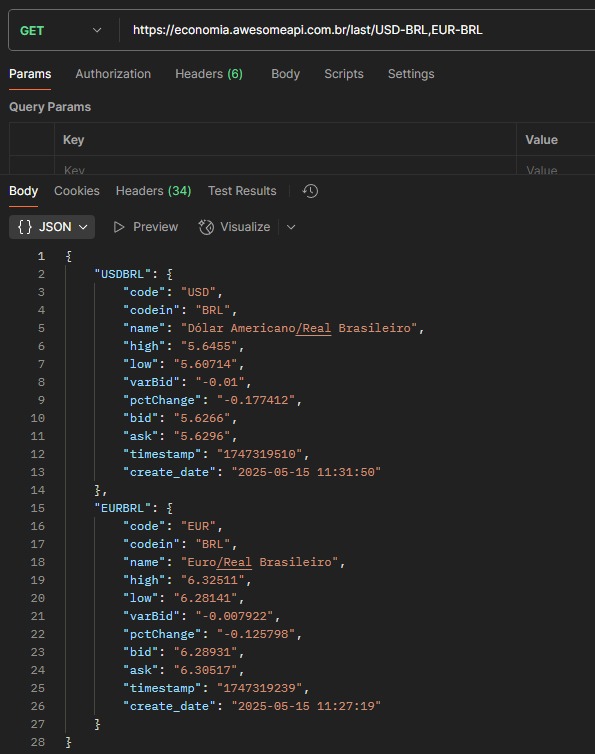 GET https://economia.awesomeapi.com.br/last/USD-BRL,EUR-BRL
Params Authorization Headers (6) Body Scripts Settings
Query Params
Key Value
Key Value
Body Cookies Headers (34) Test Results
{} JSON Preview Visualize
1 {
2 "USDBRL": {
3 "code": "USD",
4 "codein": "BRL",
5 "name": "Dólar Americano/Real Brasileiro",
6 "high": "5.6455",
7 "low": "5.60714",
8 "varBid": "-0.01",
9 "pctChange": "-0.177412",
10 "bid": "5.6266",
11 "ask": "5.6296",
12 "timestamp": "1747319510",
13 "create_date": "2025-05-15 11:31:50"
14 },
15 "EURBRL": {
16 "code": "EUR",
17 "codein": "BRL",
18 "name": "Euro/Real Brasileiro",
19 "high": "6.32511",
20 "low": "6.28141",
21 "varBid": "-0.007922",
22 "pctChange": "-0.125798",
23 "bid": "6.28931",
24 "ask": "6.30517",
25 "timestamp": "1747319239",
26 "create_date": "2025-05-15 11:27:19"
27 }
28 }